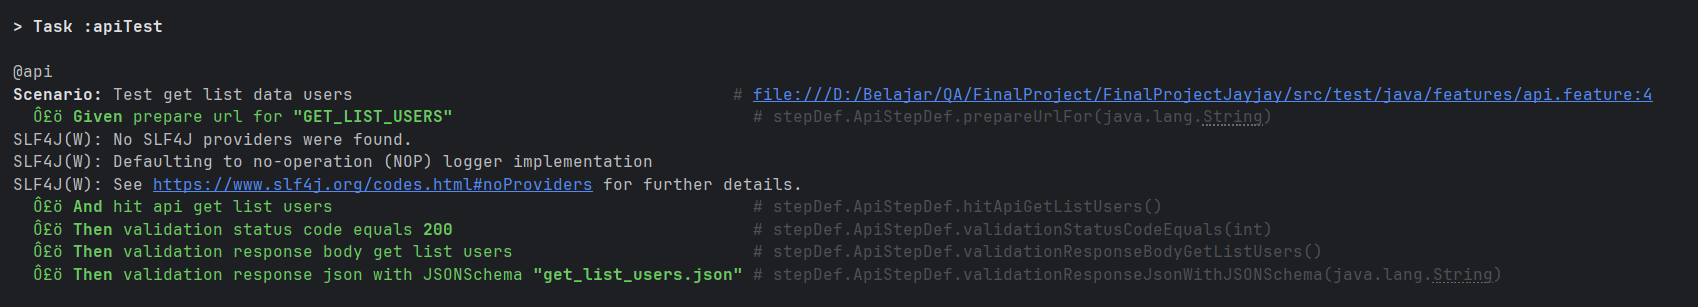 > Task :apiTest
@api
Scenario: Test get list data users # file:///D:/Belajar/QA/FinalProject/FinalProjectJayjay/src/test/java/features/api.feature:4
Ô£ö Given prepare url for "GET_LIST_USERS" # stepDef.ApiStepDef.prepareUrlFor(java.lang.String)
SLF4J(W): No SLF4J providers were found.
SLF4J(W): Defaulting to no-operation (NOP) logger implementation
SLF4J(W): See https://www.slf4j.org/codes.html#noProviders for further details.
Ô£ö And hit api get list users # stepDef.ApiStepDef.hitApiGetListUsers()
Ô£ö Then validation status code equals 200 # stepDef.ApiStepDef.validationStatusCodeEquals(int)
Ô£ö Then validation response body get list users # stepDef.ApiStepDef.validationResponseBodyGetListUsers()
Ô£ö Then validation response json with JSONSchema "get_list_users.json" # stepDef.ApiStepDef.validationResponseJsonWithJSONSchema(java.lang.String)